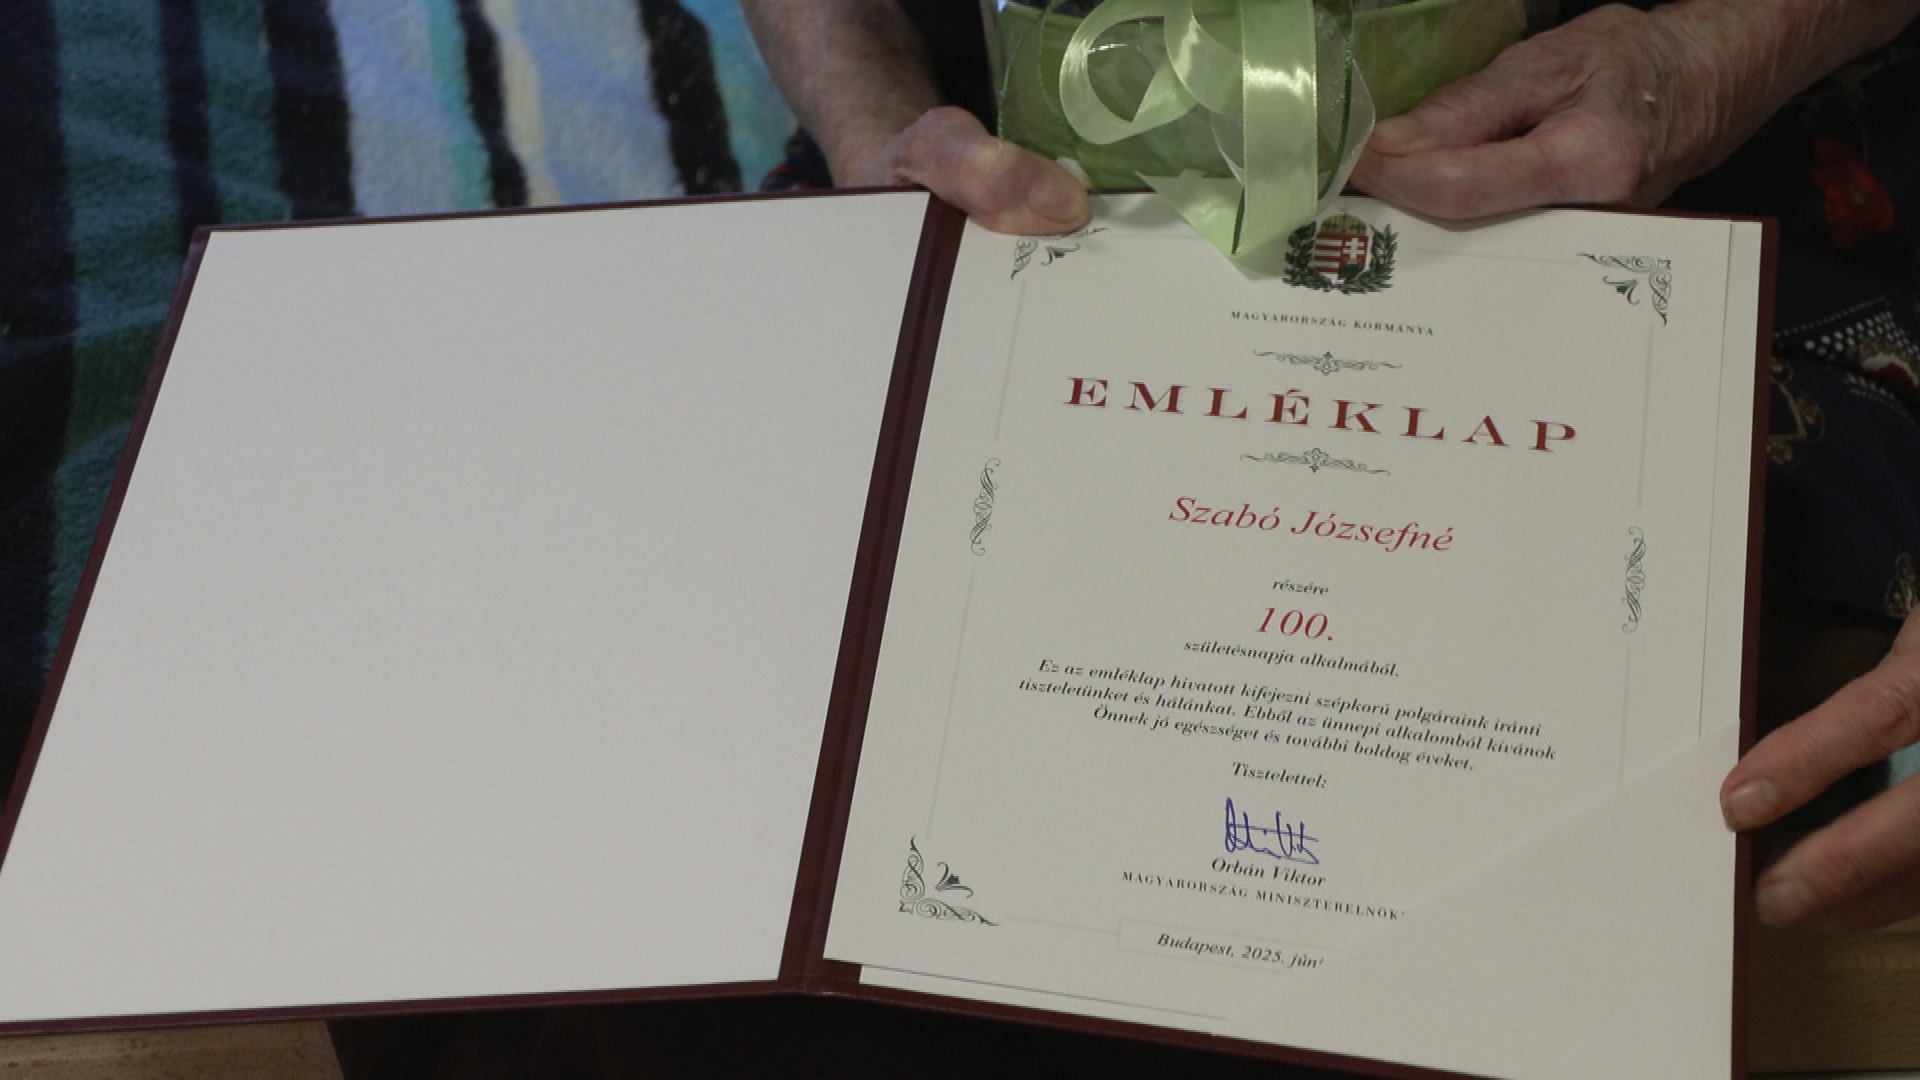 MAGYARORSZÁG KORMÁNYA
EMLÉKLAP
Szabó Józsefné
részére
100.
születésnapja alkalmából.
Ez az emléklap hivatott kifejezni szépkorú polgáraink iránti
tiszteletünket és hálánkat. Ebből az ünnepi alkalomból kívánok
Önnek jó egészséget és további boldog éveket.
Tisztelettel:
Orbán Viktor
MAGYARORSZÁG MINISZTERELNÖK
Budapest, 2025. jún